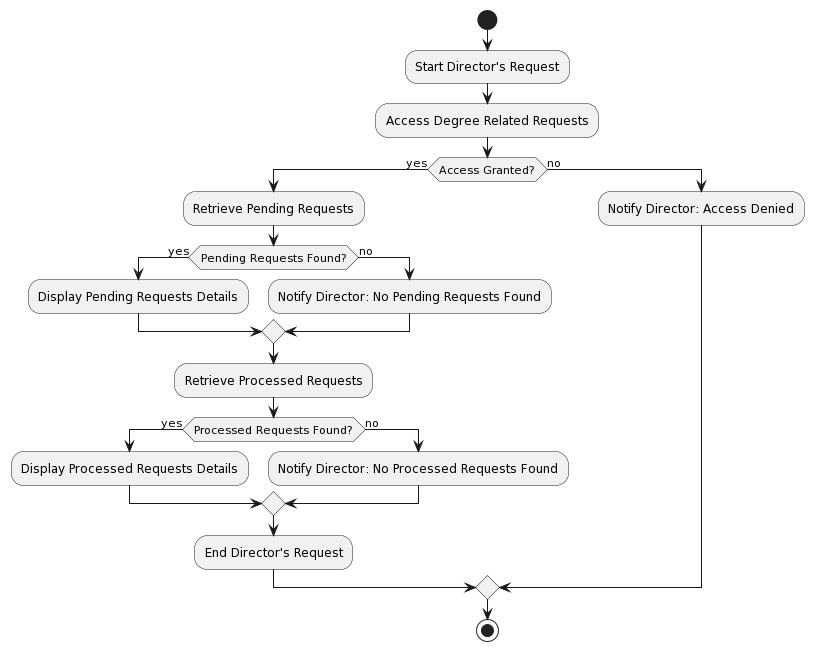 Start Director's Request
Access Degree Related Requests
yes
Access Granted?
no
Retrieve Pending Requests
Notify Director: Access Denied
yes
Pending Requests Found?
no
Display Pending Requests Details
Notify Director: No Pending Requests Found
Retrieve Processed Requests
yes
Processed Requests Found?
no
Display Processed Requests Details
Notify Director: No Processed Requests Found
End Director's Request